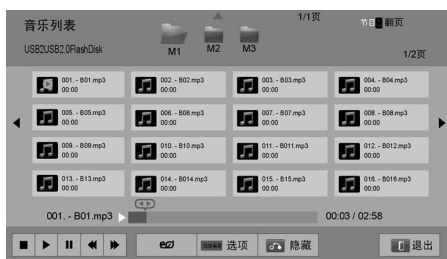 音乐列表
1/1页
节目 翻页
USB2USB2.0FlashDisk
M1 M2 M3
1/2页
001. - B01.mp3 002. - B02.mp3 003. - B03.mp3 004. - B04.mp3
00:00 00:00 00:00 00:00
005. - B05.mp3 006. - B06.mp3 007. - B07.mp3 008. - B08.mp3
00:00 00:00 00:00 00:00
009. - B09.mp3 010. - B10.mp3 011. - B011.mp3 012. - B012.mp3
00:00 00:00 00:00 00:00
013. - B13.mp3 014. - B014.mp3 015. - B15.mp3 016. - B016.mp3
00:00 00:00 00:00 00:00
001. - B01.mp3 00:03 / 02:58
选项 隐藏 退出